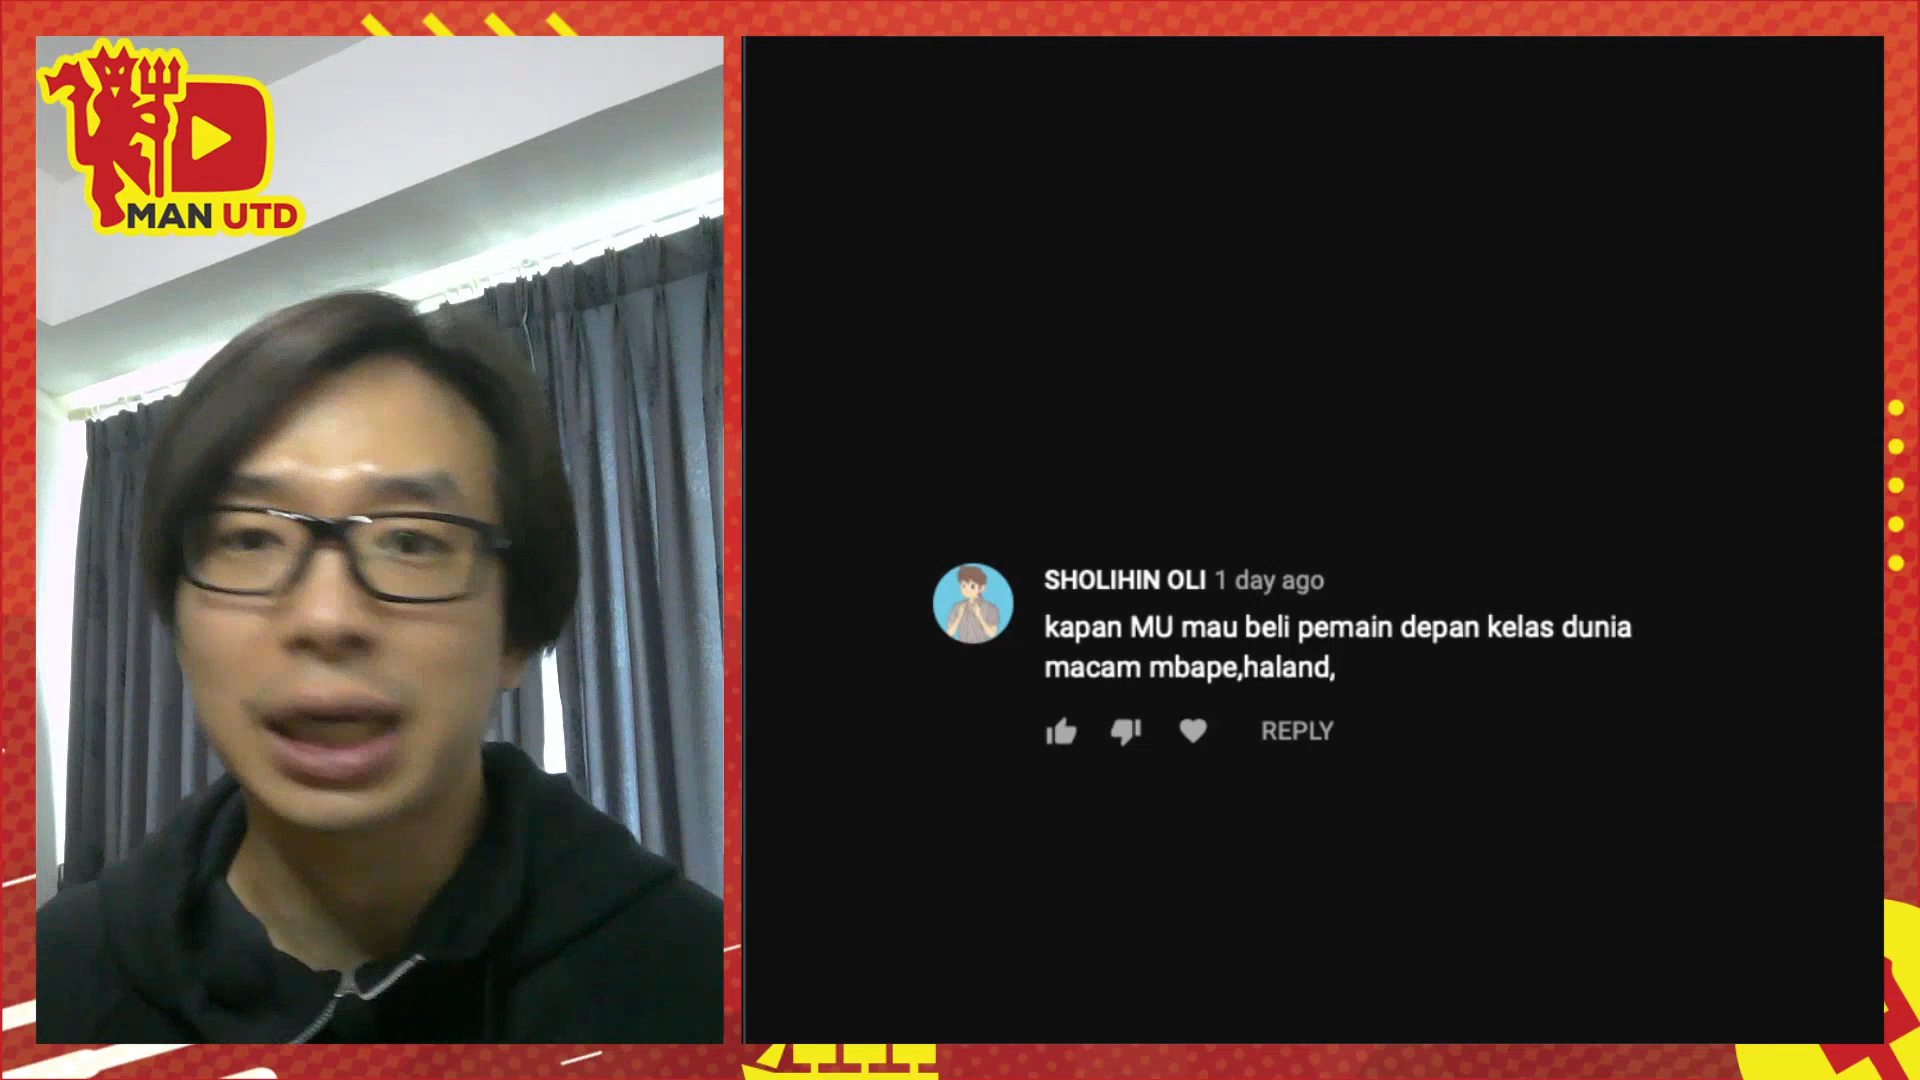 MAN UTD
SHOLIHIN OLI 1 day ago
kapan MU mau beli pemain depan kelas dunia
macam mbape,haland,
REPLY